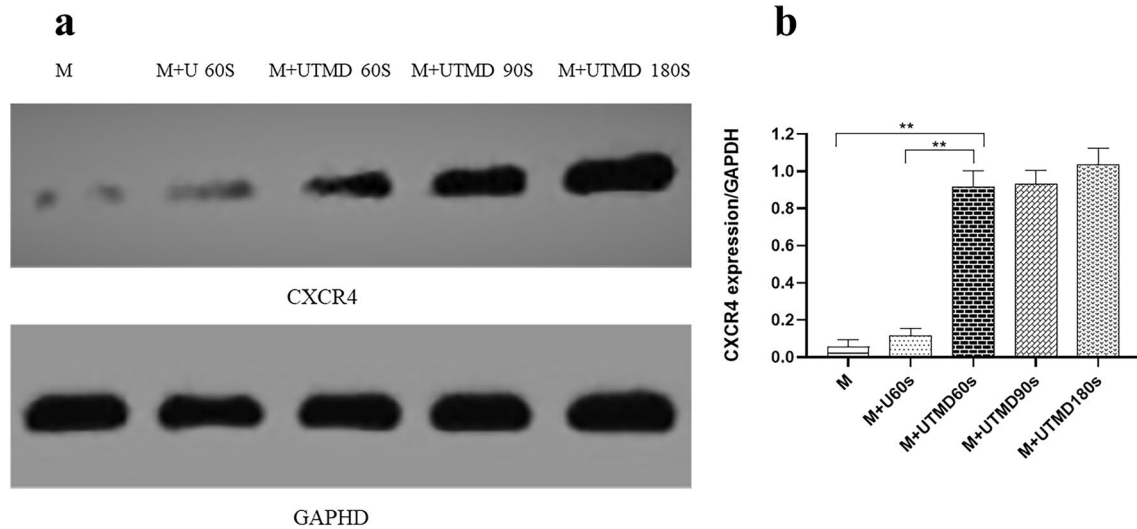 a
M M+U 60S M+UTMD 60S M+UTMD 90S M+UTMD 180S
CXCR4
GAPHD
b
CXCR4 expression/GAPDH
1.2
1.0
0.8
0.6
0.4
0.2
0.0
**
**
M
M+U60s
M+UTMD60s
M+UTMD90s
M+UTMD180s